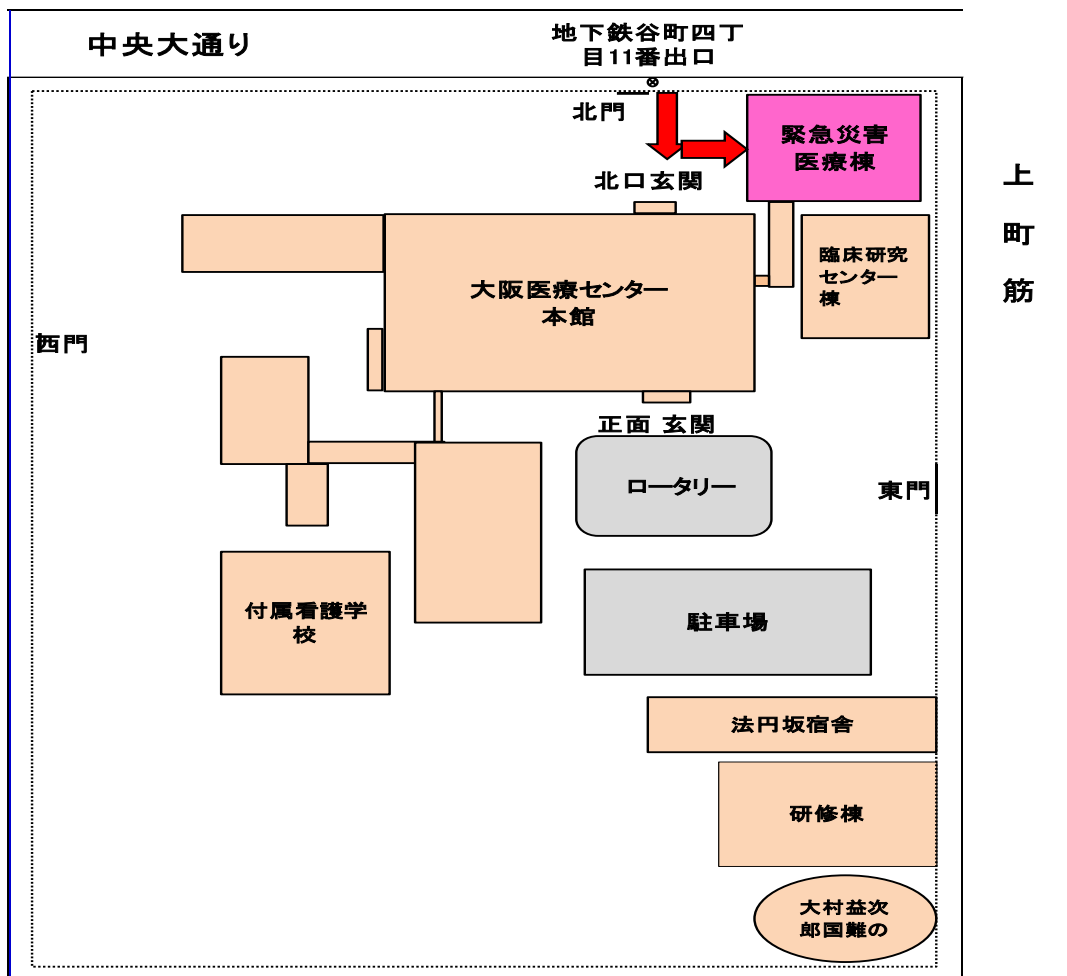 中央大通り
地下鉄谷町四丁
目11番出口
北門
緊急災害
医療棟
北口玄関
上
町
筋
臨床研究
センター
棟
大阪医療センター
本館
西門
正面 玄関
ロータリー
東門
付属看護学
校
駐車場
法円坂宿舎
研修棟
大村益次
郎国難の